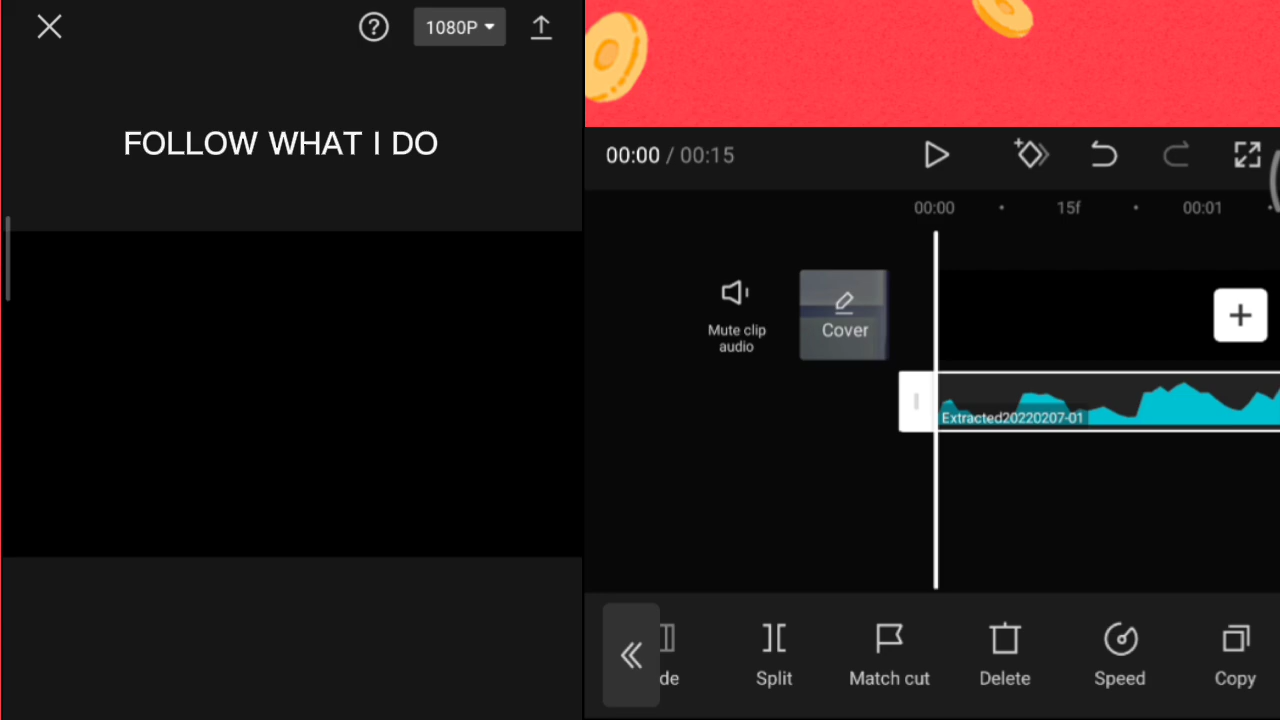 1080P
FOLLOW WHAT I DO
00:00 / 00:15
00:00
15f
00:01
Mute clip
audio
Cover
Extracted20220207-01
de
Split
Match cut
Delete
Speed
Copy